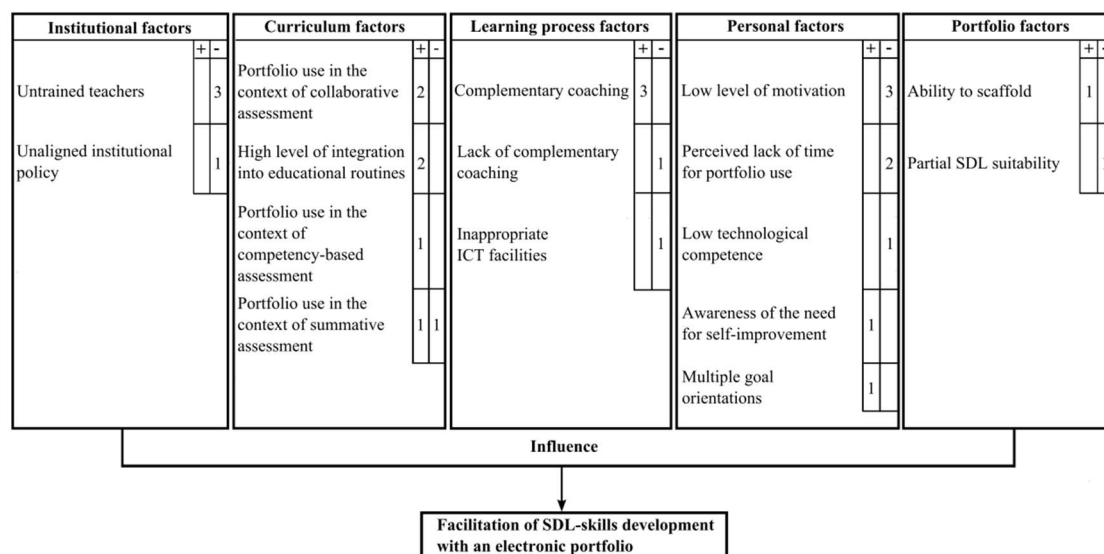 Institutional factors
+ -
Untrained teachers 3
Unaligned institutional
policy 1
Curriculum factors
+ -
Portfolio use in the
context of collaborative 2
assessment
High level of integration
into educational routines 2
Portfolio use in the
context of 1
competency-based
assessment
Portfolio use in the
context of summative 1 1
assessment
Learning process factors
+ -
Complementary coaching 3
Lack of complementary 1
coaching
Inappropriate 1
ICT facilities
Personal factors
+ -
Low level of motivation 3
Perceived lack of time 2
for portfolio use
Low technological 1
competence
Awareness of the need 1
for self-improvement
Multiple goal 1
orientations
Portfolio factors
+
Ability to scaffold 1
Partial SDL suitability
Influence
Facilitation of SDL-skills development
with an electronic portfolio